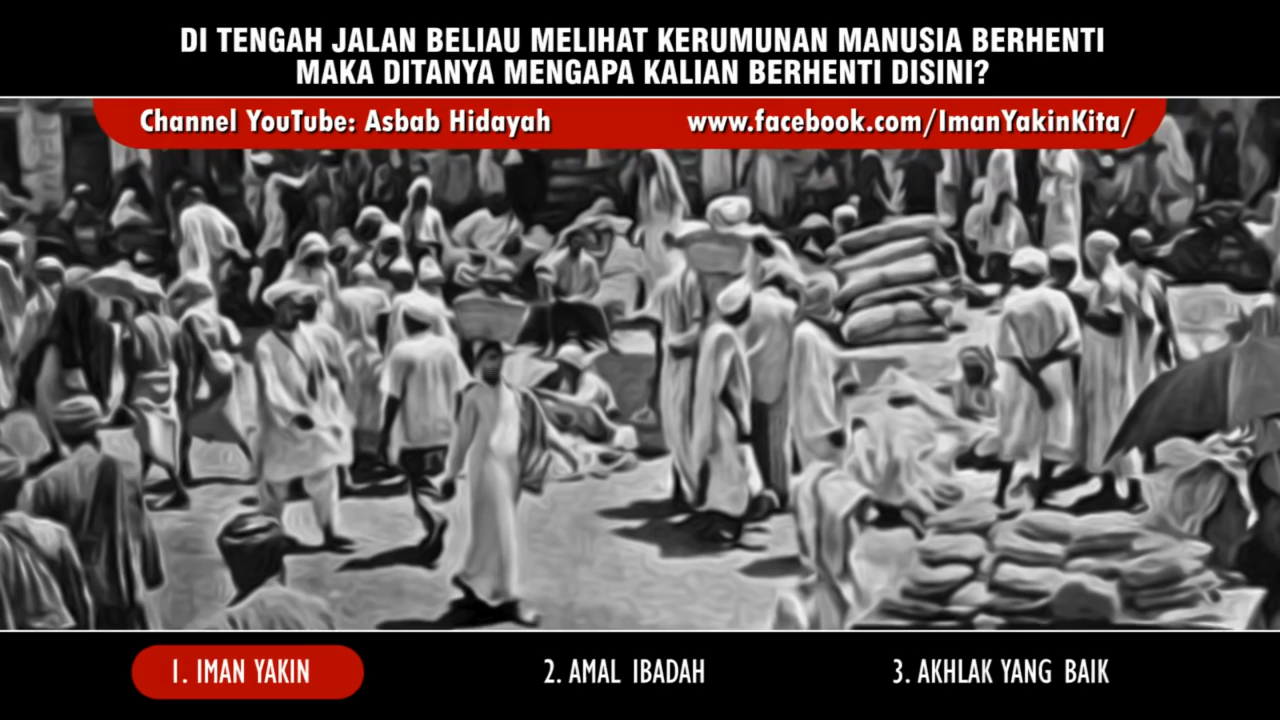 DI TENGAH JALAN BELIAU MELIHAT KERUMUNAN MANUSIA BERHENTI
MAKA DITANYA MENGAPA KALIAN BERHENTI DISINI?
Channel YouTube: Asbab Hidayah
www.facebook.com/ImanYakinKita/
1. IMAN YAKIN
2. AMAL IBADAH
3. AKHLAK YANG BAIK